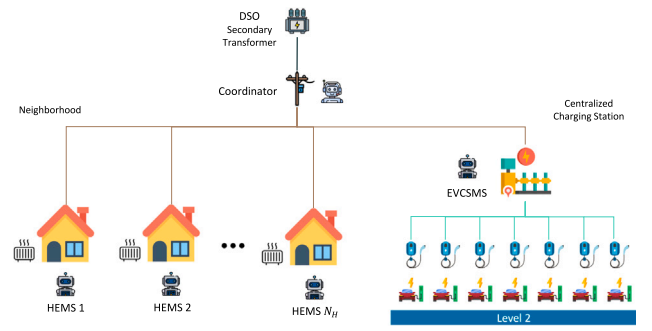 DSO
Secondary
Transformer
Coordinator
Neighborhood
Centralized
Charging Station
EVCSMS
HEMS 1
HEMS 2
HEMS N_H
Level 2